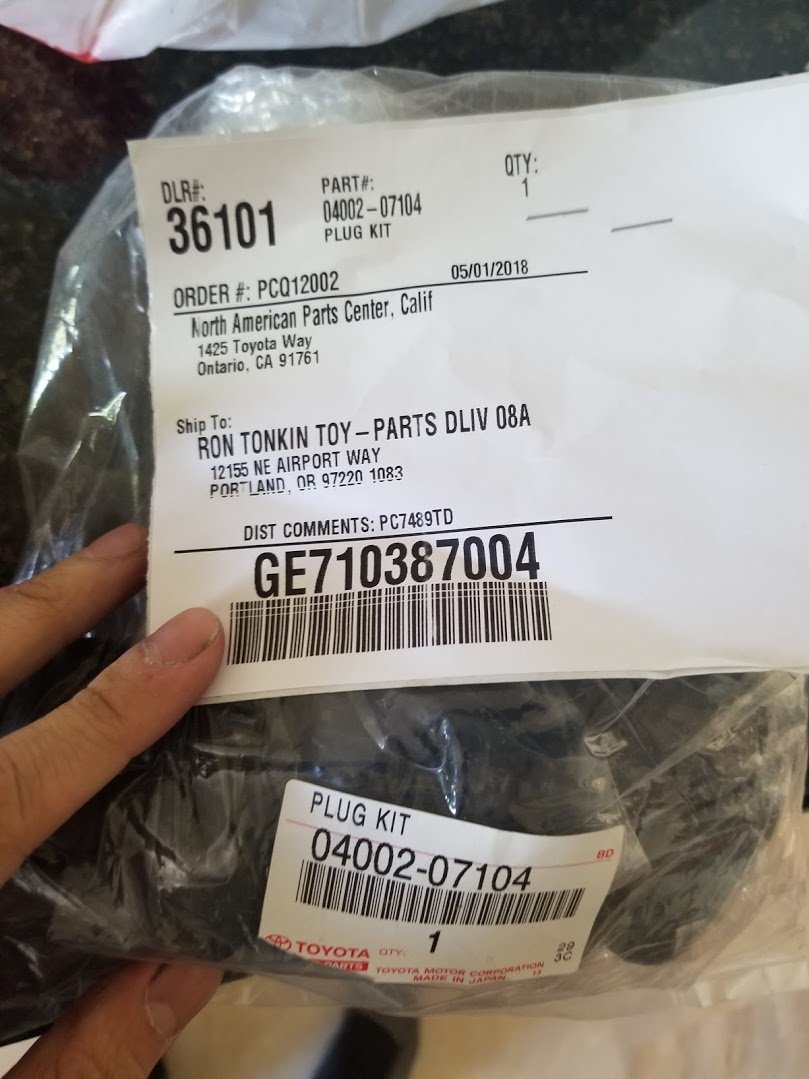 DLR#: PART#: QTY:
36101 04002-07104 1
PLUG KIT
ORDER #: PCQ12002 05/01/2018
North American Parts Center, Calif
1425 Toyota Way
Ontario, CA 91761
Ship To:
RON TONKIN TOY-PARTS DLIV 08A
12155 NE AIRPORT WAY
PORTLAND, OR 97220 1083
DIST COMMENTS: PC7489TD
GE710387004
PLUG KIT
BD
04002-07104
TOYOTA QTY: 1
PARTS
TOYOTA MOTOR CORPORATION 13
MADE IN JAPAN